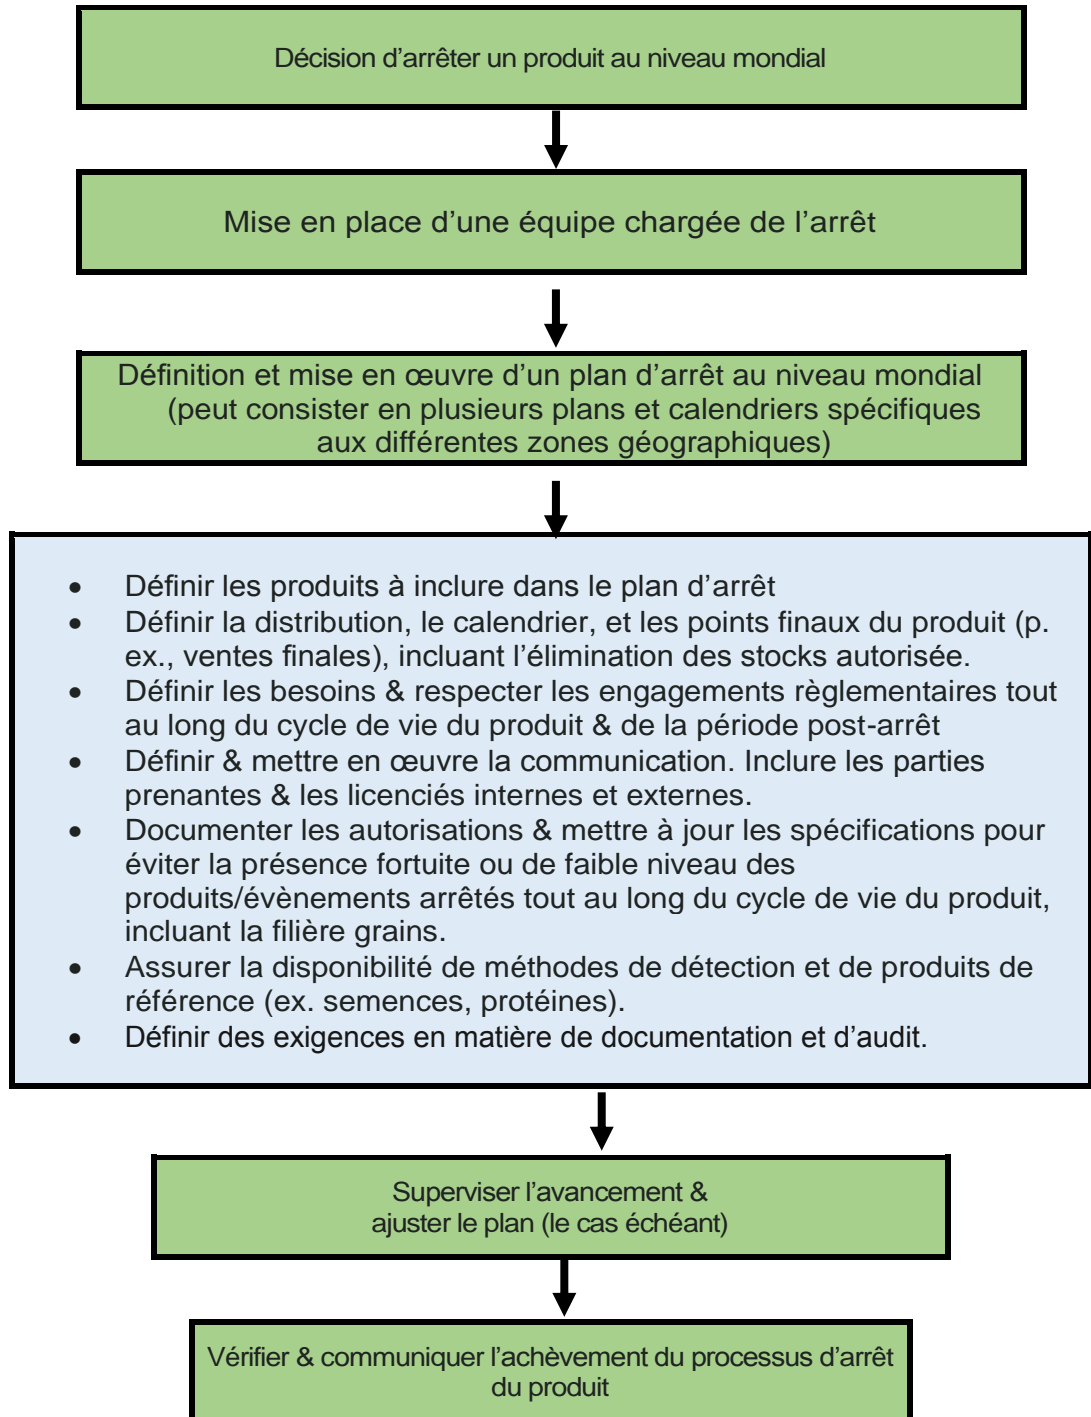 Décision d’arrêter un produit au niveau mondial
Mise en place d’une équipe chargée de l’arrêt
Définition et mise en œuvre d’un plan d’arrêt au niveau mondial
(peut consister en plusieurs plans et calendriers spécifiques
aux différentes zones géographiques)
• Définir les produits à inclure dans le plan d’arrêt
• Définir la distribution, le calendrier, et les points finaux du produit (p.
ex., ventes finales), incluant l’élimination des stocks autorisée.
• Définir les besoins & respecter les engagements règlementaires tout
au long du cycle de vie du produit & de la période post-arrêt
• Définir & mettre en œuvre la communication. Inclure les parties
prenantes & les licenciés internes et externes.
• Documenter les autorisations & mettre à jour les spécifications pour
éviter la présence fortuite ou de faible niveau des
produits/évènements arrêtés tout au long du cycle de vie du produit,
incluant la filière grains.
• Assurer la disponibilité de méthodes de détection et de produits de
référence (ex. semences, protéines).
• Définir des exigences en matière de documentation et d’audit.
Superviser l’avancement &
ajuster le plan (le cas échéant)
Vérifier & communiquer l’achèvement du processus d’arrêt
du produit